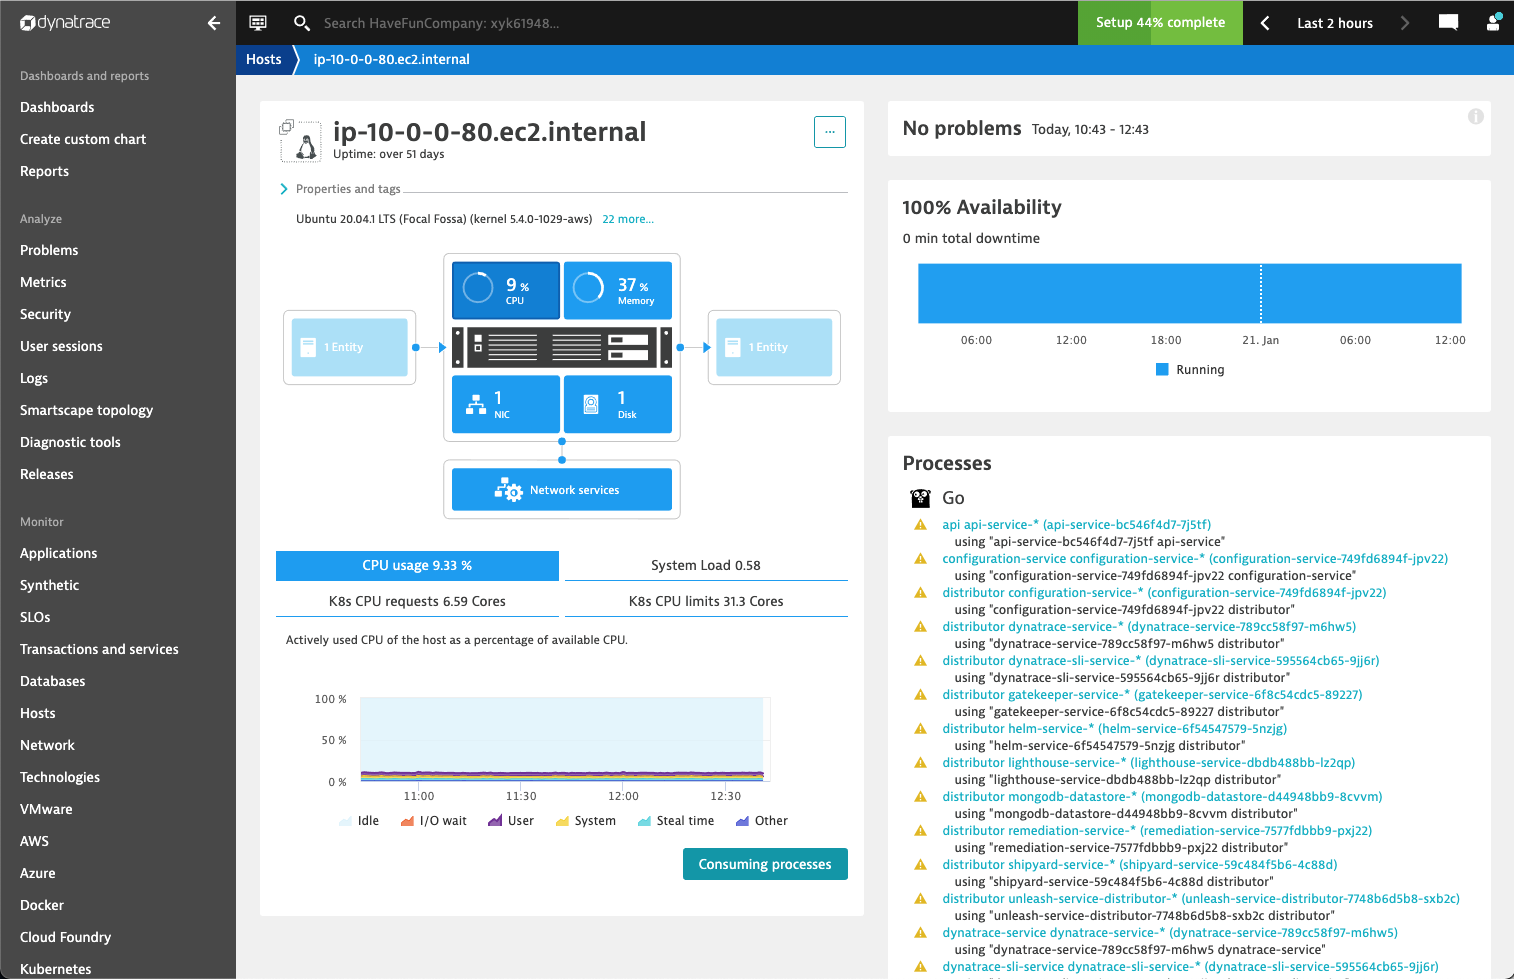 dynatrace
Search HaveFunCompany: xyk61948...
Setup 44% complete
Last 2 hours
Hosts
ip-10-0-0-80.ec2.internal
Dashboards and reports
Dashboards
Create custom chart
Reports
Analyze
Problems
Metrics
Security
User sessions
Logs
Smartscape topology
Diagnostic tools
Releases
Monitor
Applications
Synthetic
SLOs
Transactions and services
Databases
Hosts
Network
Technologies
VMware
AWS
Azure
Docker
Cloud Foundry
Kubernetes
ip-10-0-0-80.ec2.internal
...
Uptime: over 51 days
Properties and tags
Ubuntu 20.04.1 LTS (Focal Fossa) (kernel 5.4.0-1029-aws) 22 more...
9 %
CPU
37 %
Memory
1 Entity
1 Entity
1
NIC
1
Disk
Network services
CPU usage 9.33 %
System Load 0.58
K8s CPU requests 6.59 Cores
K8s CPU limits 31.3 Cores
Actively used CPU of the host as a percentage of available CPU.
100 %
50 %
0 %
11:00 11:30 12:00 12:30
Idle I/O wait User System Steal time Other
Consuming processes
No problems Today, 10:43 - 12:43
100% Availability
0 min total downtime
06:00 12:00 18:00 21. Jan 06:00 12:00
Running
Processes
Go
api api-service-* (api-service-bc546f4d7-7j5tf)
using "api-service-bc546f4d7-7j5tf api-service"
configuration-service configuration-service-* (configuration-service-749fd6894f-jpv22)
using "configuration-service-749fd6894f-jpv22 configuration-service"
distributor configuration-service-* (configuration-service-749fd6894f-jpv22)
using "configuration-service-749fd6894f-jpv22 distributor"
distributor dynatrace-service-* (dynatrace-service-789cc58f97-m6hw5)
using "dynatrace-service-789cc58f97-m6hw5 distributor"
distributor dynatrace-sli-service-* (dynatrace-sli-service-595564cb65-9jj6r)
using "dynatrace-sli-service-595564cb65-9jj6r distributor"
distributor gatekeeper-service-* (gatekeeper-service-6f8c54cdc5-89227)
using "gatekeeper-service-6f8c54cdc5-89227 distributor"
distributor helm-service-* (helm-service-6f54547579-5nzjg)
using "helm-service-6f54547579-5nzjg distributor"
distributor lighthouse-service-* (lighthouse-service-dbdb488bb-lz2qp)
using "lighthouse-service-dbdb488bb-lz2qp distributor"
distributor mongodb-datastore-* (mongodb-datastore-d44948bb9-8cvvm)
using "mongodb-datastore-d44948bb9-8cvvm distributor"
distributor remediation-service-* (remediation-service-7577fdbbb9-pxj22)
using "remediation-service-7577fdbbb9-pxj22 distributor"
distributor shipyard-service-* (shipyard-service-59c484f5b6-4c88d)
using "shipyard-service-59c484f5b6-4c88d distributor"
distributor unleash-service-distributor-* (unleash-service-distributor-7748b6d5b8-sxb2c)
using "unleash-service-distributor-7748b6d5b8-sxb2c distributor"
dynatrace-service dynatrace-service-* (dynatrace-service-789cc58f97-m6hw5)
using "dynatrace-service-789cc58f97-m6hw5 dynatrace-service"
dynatrace-sli-service dynatrace-sli-service-* (dynatrace-sli-service-595564cb65-9jj6r)